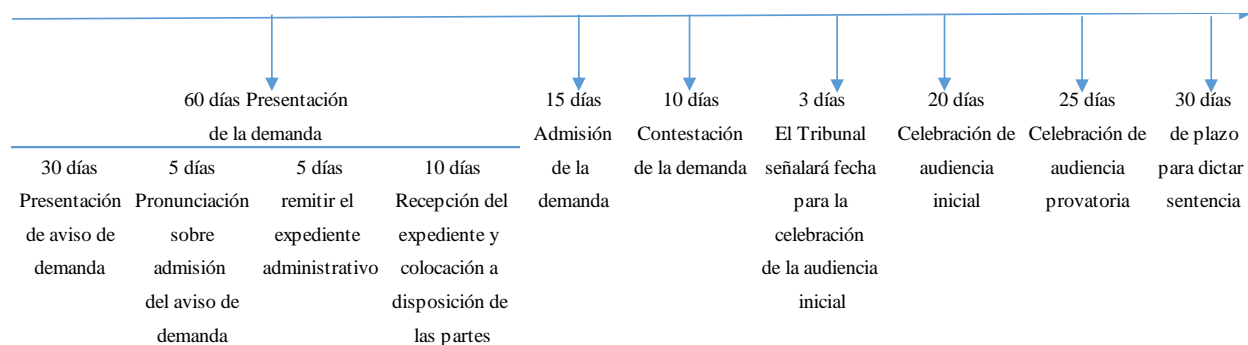 60 días Presentación
de la demanda
30 días
Presentación
de aviso de
demanda
5 días
Pronunciación
sobre
admisión
del aviso de
demanda
5 días
remitir el
expediente
administrativo
10 días
Recepción del
expediente y
colocación a
disposición de
las partes
15 días
Admisión
de la
demanda
10 días
Contestación
de la demanda
3 días
El Tribunal
señalará fecha
para la
celebración
de la audiencia
inicial
20 días
Celebración de
audiencia
inicial
25 días
Celebración de
audiencia
provatoria
30 días
de plazo
para dictar
sentencia